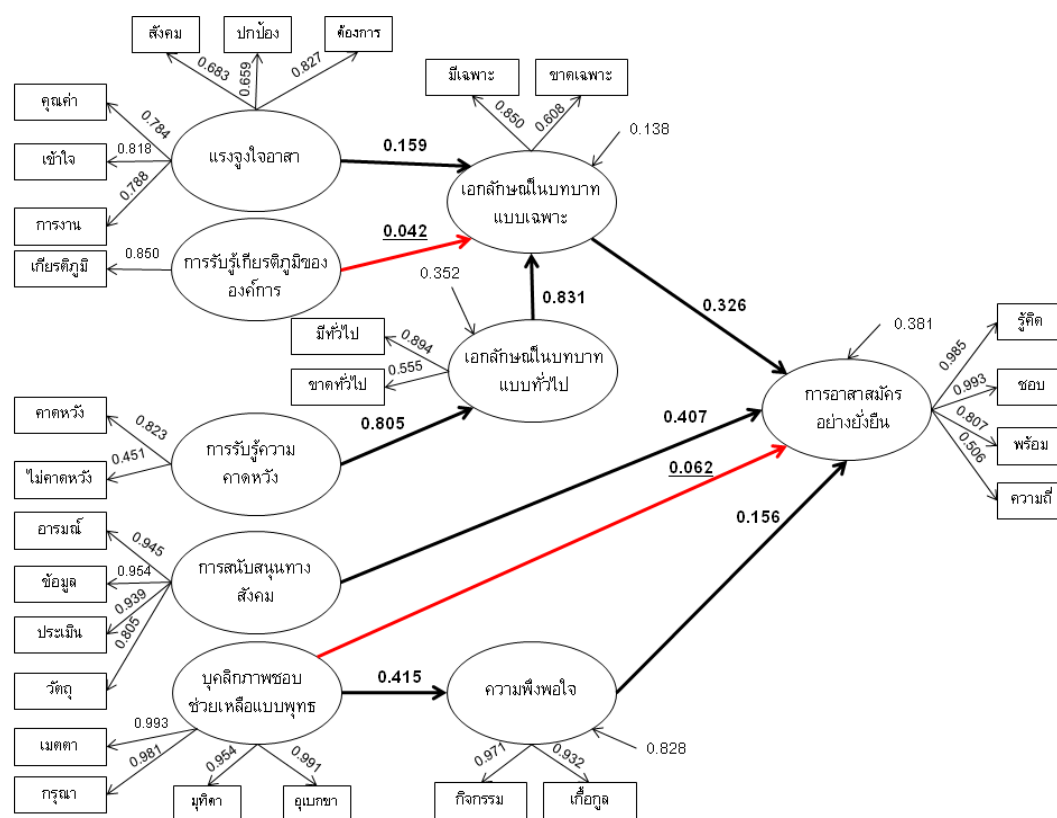 สังคม
ปกป้อง
ต้องการ
0.683
0.659
0.827
มีเฉพาะ
ขาดเฉพาะ
0.850
0.608
0.138
คุณค่า
0.784
เข้าใจ
0.818
การงาน
0.788
แรงจูงใจอาสา
0.159
เอกลักษณ์ในบทบาท
แบบเฉพาะ
เกียรติภูมิ
0.850
การรับรู้เกียรติภูมิของ
องค์การ
0.042
0.352
0.831
0.326
มีทั่วไป
0.894
ขาดทั่วไป
0.555
เอกลักษณ์ในบทบาท
แบบทั่วไป
0.381
การอาสาสมัคร
อย่างยั่งยืน
0.985
รู้คิด
0.993
ชอบ
0.807
พร้อม
0.506
ความถี่
คาดหวัง
0.823
ไม่คาดหวัง
0.451
การรับรู้ความ
คาดหวัง
0.805
0.407
0.062
0.156
อารมณ์
0.945
ข้อมูล
0.954
ประเมิน
0.939
วัตถุ
0.805
การสนับสนุนทาง
สังคม
บุคลิกภาพชอบ
ช่วยเหลือแบบพุทธ
0.415
ความพึงพอใจ
0.828
เมตตา
0.993
กรุณา
0.981
0.954
0.991
มุทิตา
อุเบกขา
0.971
0.932
กิจกรรม
เกื้อกูล